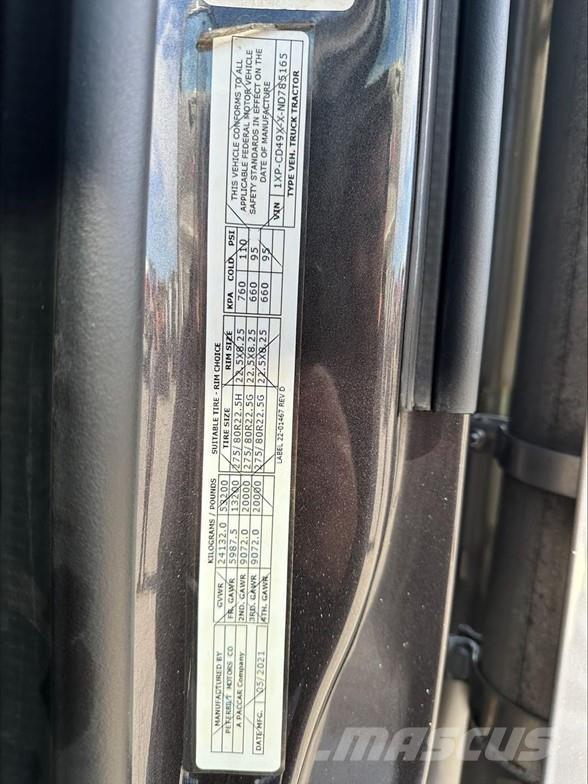 MANUFACTURED BY
PETERBILT MOTORS CO
A PACCAR Company
DATE MFG. 05/2021
KILOGRAMS / POUNDS
GVWR 24132.0 53200
FR. GAWR 5987.5 13200
2ND. GAWR 9072.0 20000
3RD. GAWR 9072.0 20000
4TH. GAWR
SUITABLE TIRE - RIM CHOICE
TIRE SIZE RIM SIZE KPA COLD PSI
275/80R22.5H 22.5X8.25 760 110
275/80R22.5G 22.5X8.25 660 95
275/80R22.5G 22.5X8.25 660 95
LABEL 22-01467 REV D
THIS VEHICLE CONFORMS TO ALL
APPLICABLE FEDERAL MOTOR VEHICLE
SAFETY STANDARDS IN EFFECT ON THE
DATE OF MANUFACTURE
VIN 1XP-CD49X-X-ND785165
TYPE VEH. TRUCK TRACTOR
MASCUS